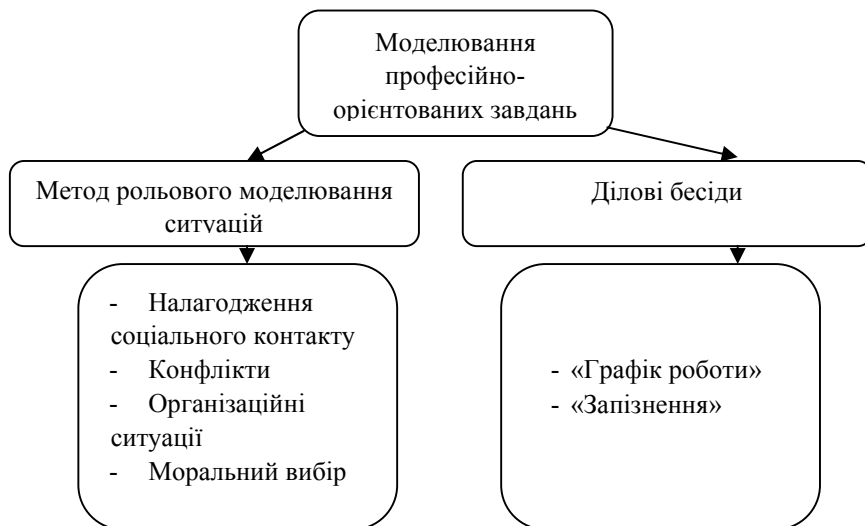 Моделювання
професійно-
орієнтованих завдань
Метод рольового моделювання
ситуацій
Ділові бесіди
- Налагодження
соціального контакту
- Конфлікти
- Організаційні
ситуації
- Моральний вибір
- «Графік роботи»
- «Запізнення»